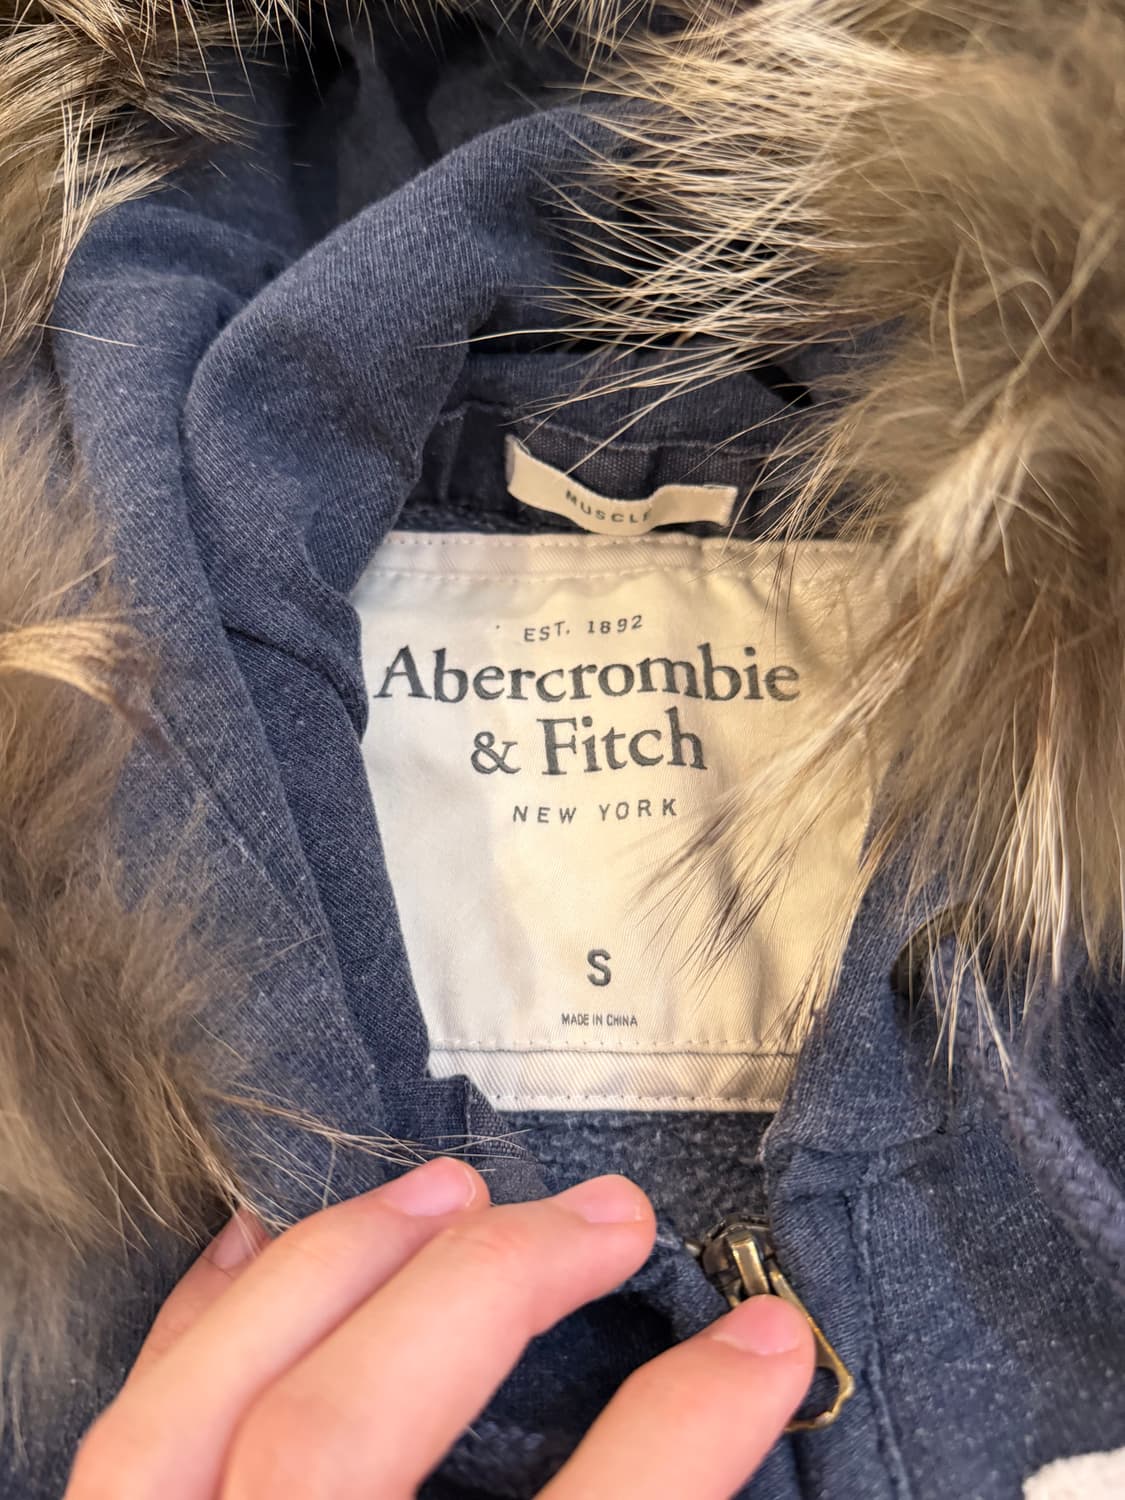 MUSCLE
EST. 1892
Abercrombie
& Fitch
NEW YORK
S
MADE IN CHINA